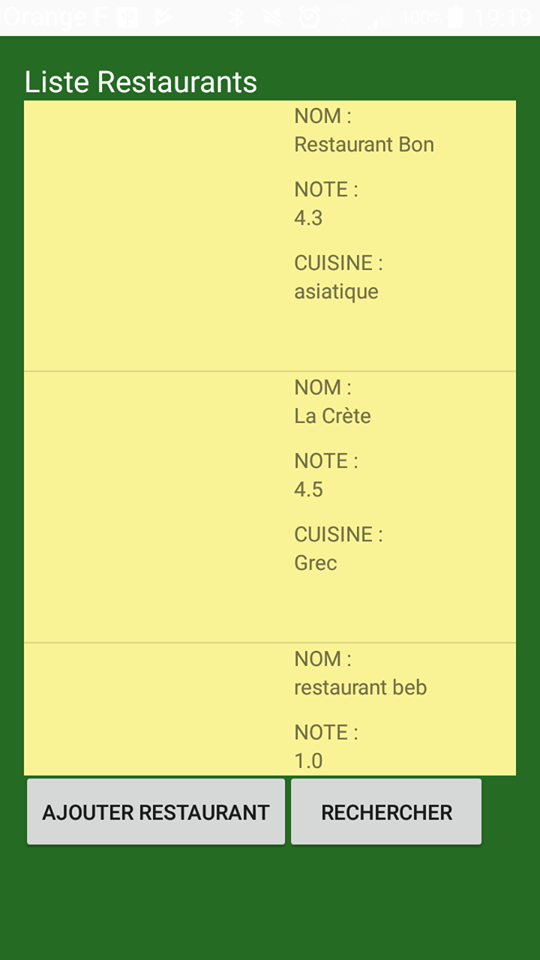 Orange F
100%
19:19
Liste Restaurants
NOM :
Restaurant Bon
NOTE :
4.3
CUISINE :
asiatique
NOM :
La Crète
NOTE :
4.5
CUISINE :
Grec
NOM :
restaurant beb
NOTE :
1.0
AJOUTER RESTAURANT
RECHERCHER